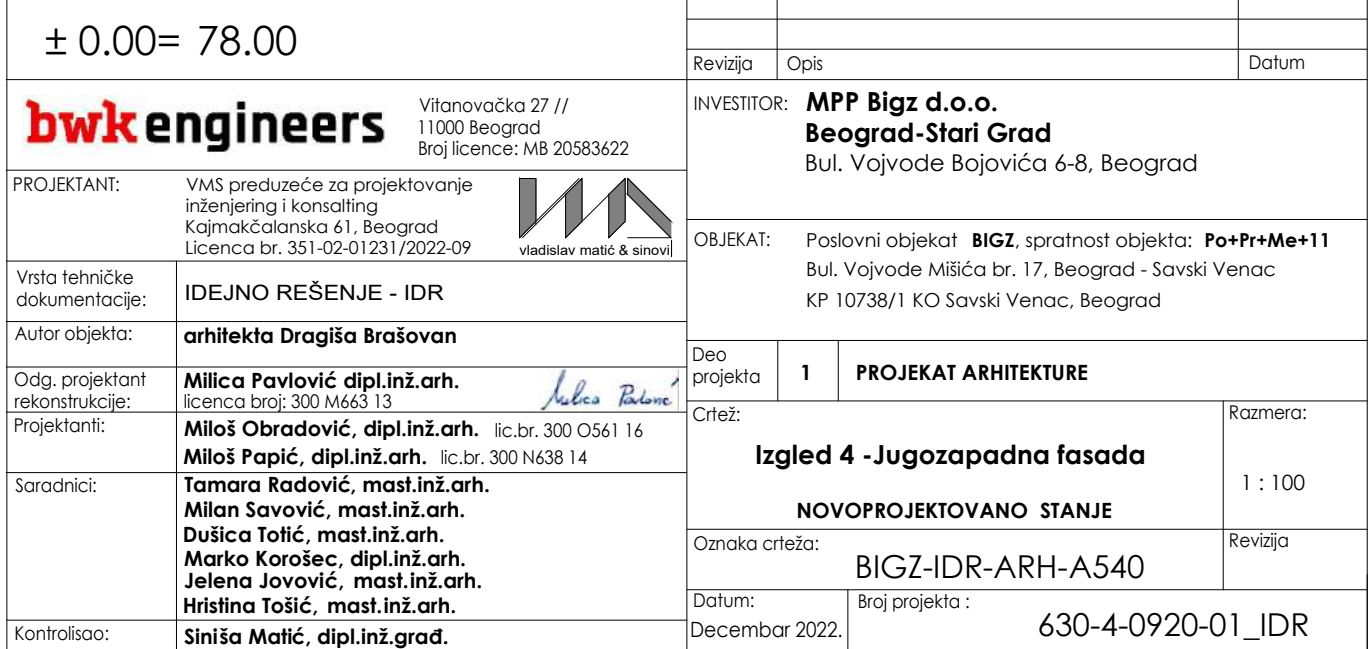 ± 0.00= 78.00
Revizija Opis Datum
bwk engineers
Vitanovačka 27 //
11000 Beograd
Broj licence: MB 20583622
INVESTITOR: MPP Bigz d.o.o.
Beograd-Stari Grad
Bul. Vojvode Bojovića 6-8, Beograd
PROJEKTANT: VMS preduzeće za projektovanje
inženjering i konsalting
Kajmakčalanska 61, Beograd
Licenca br. 351-02-01231/2022-09
vladislav matić & sinovi
OBJEKAT: Poslovni objekat BIGZ, spratnost objekta: Po+Pr+Me+11
Bul. Vojvode Mišića br. 17, Beograd - Savski Venac
KP 10738/1 KO Savski Venac, Beograd
Vrsta tehničke
dokumentacije: IDEJNO REŠENJE - IDR
Autor objekta: arhitekta Dragiša Brašovan
Deo
projekta 1 PROJEKAT ARHITEKTURE
Odg. projektant
rekonstrukcije:
Milica Pavlović dipl.inž.arh.
licenca broj: 300 M663 13
Milica Pavlović
Projektanti: Miloš Obradović, dipl.inž.arh. lic.br. 300 O561 16
Miloš Papić, dipl.inž.arh. lic.br. 300 N638 14
Crtež:
Izgled 4 -Jugozapadna fasada
NOVOPROJEKTOVANO STANJE
Razmera:
1 : 100
Saradnici: Tamara Radović, mast.inž.arh.
Milan Savović, mast.inž.arh.
Dušica Totić, mast.inž.arh.
Marko Korošec, dipl.inž.arh.
Jelena Jovović, mast.inž.arh.
Hristina Tošić, mast.inž.arh.
Oznaka crteža:
BIGZ-IDR-ARH-A540
Revizija
Datum:
Decembar 2022.
Broj projekta :
630-4-0920-01_IDR
Kontrolisao: Siniša Matić, dipl.inž.građ.